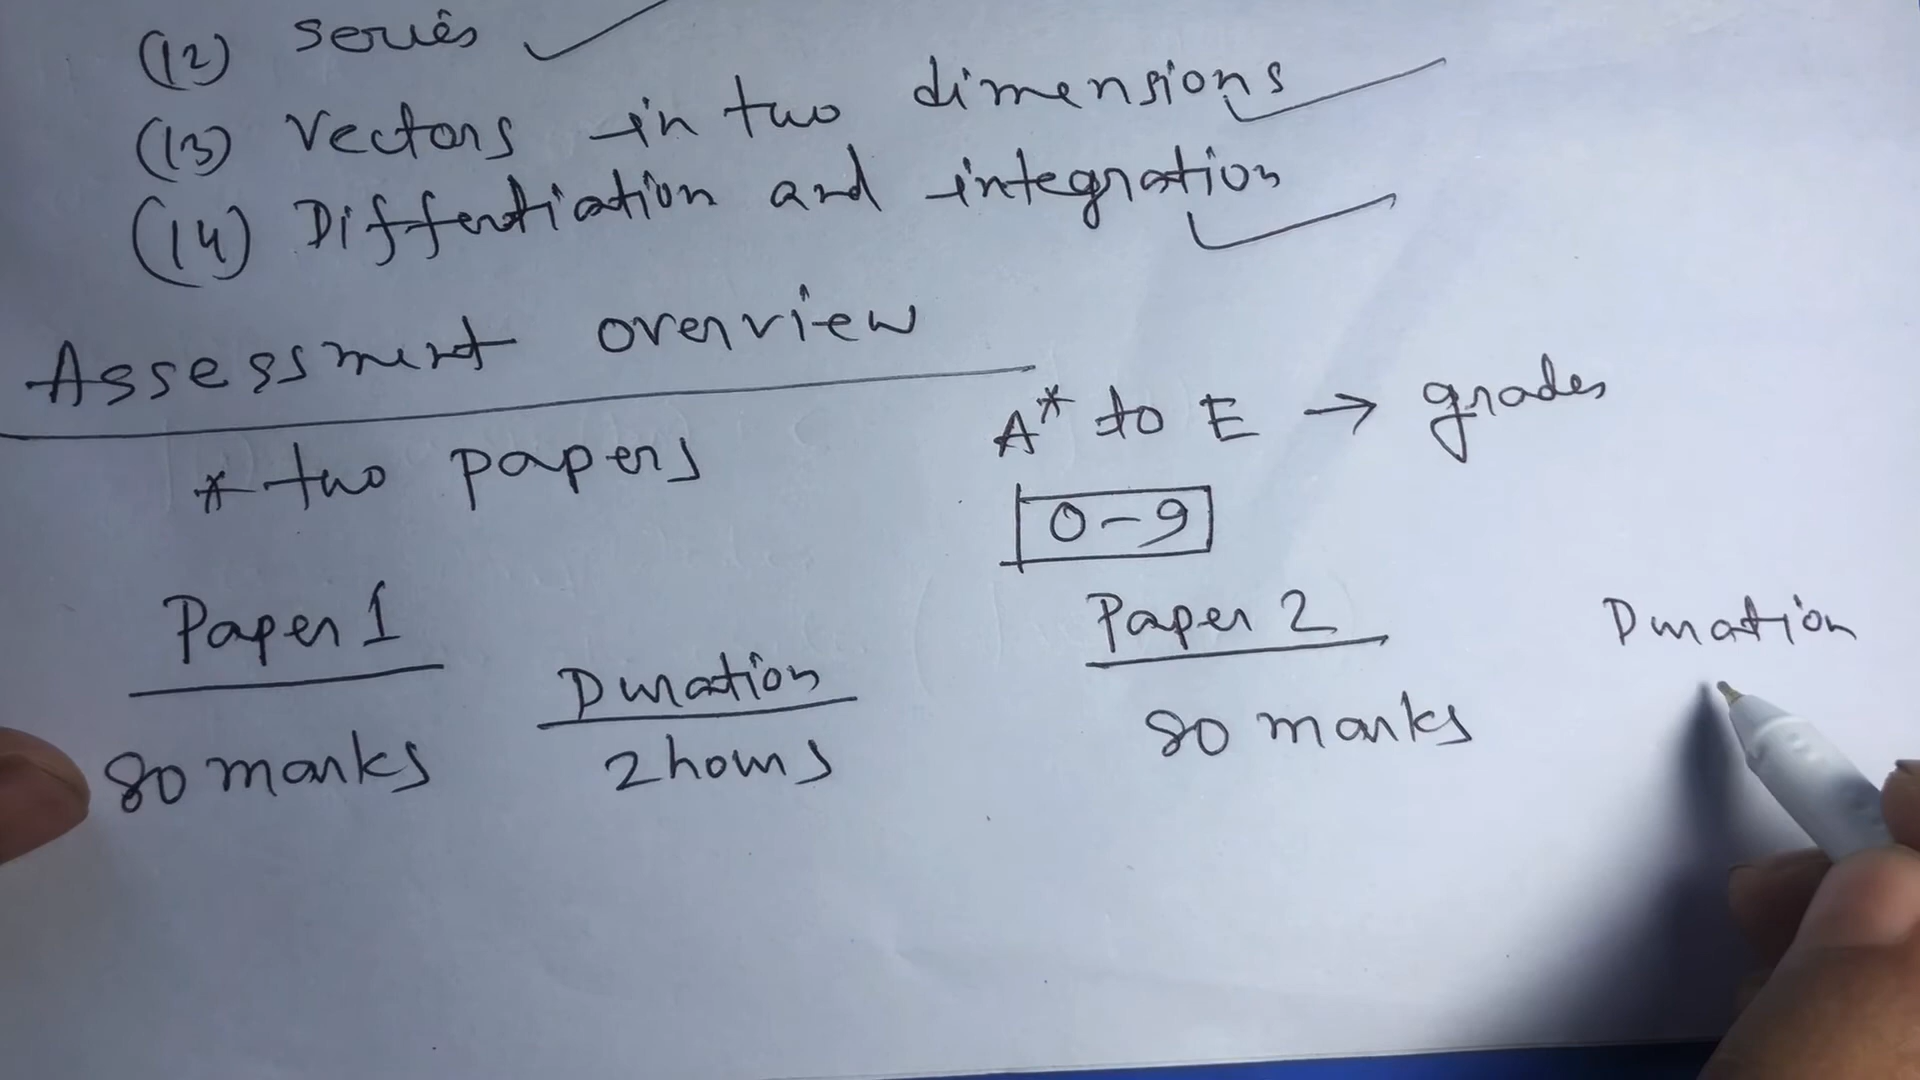 (12) series
(13) Vectors in two dimensions
(14) Differtiation and integration
Assessment overview
* two papers
A* to E → grades
0-9
Paper 1
Duration
80 marks
2 hours
Paper 2
Duration
80 marks